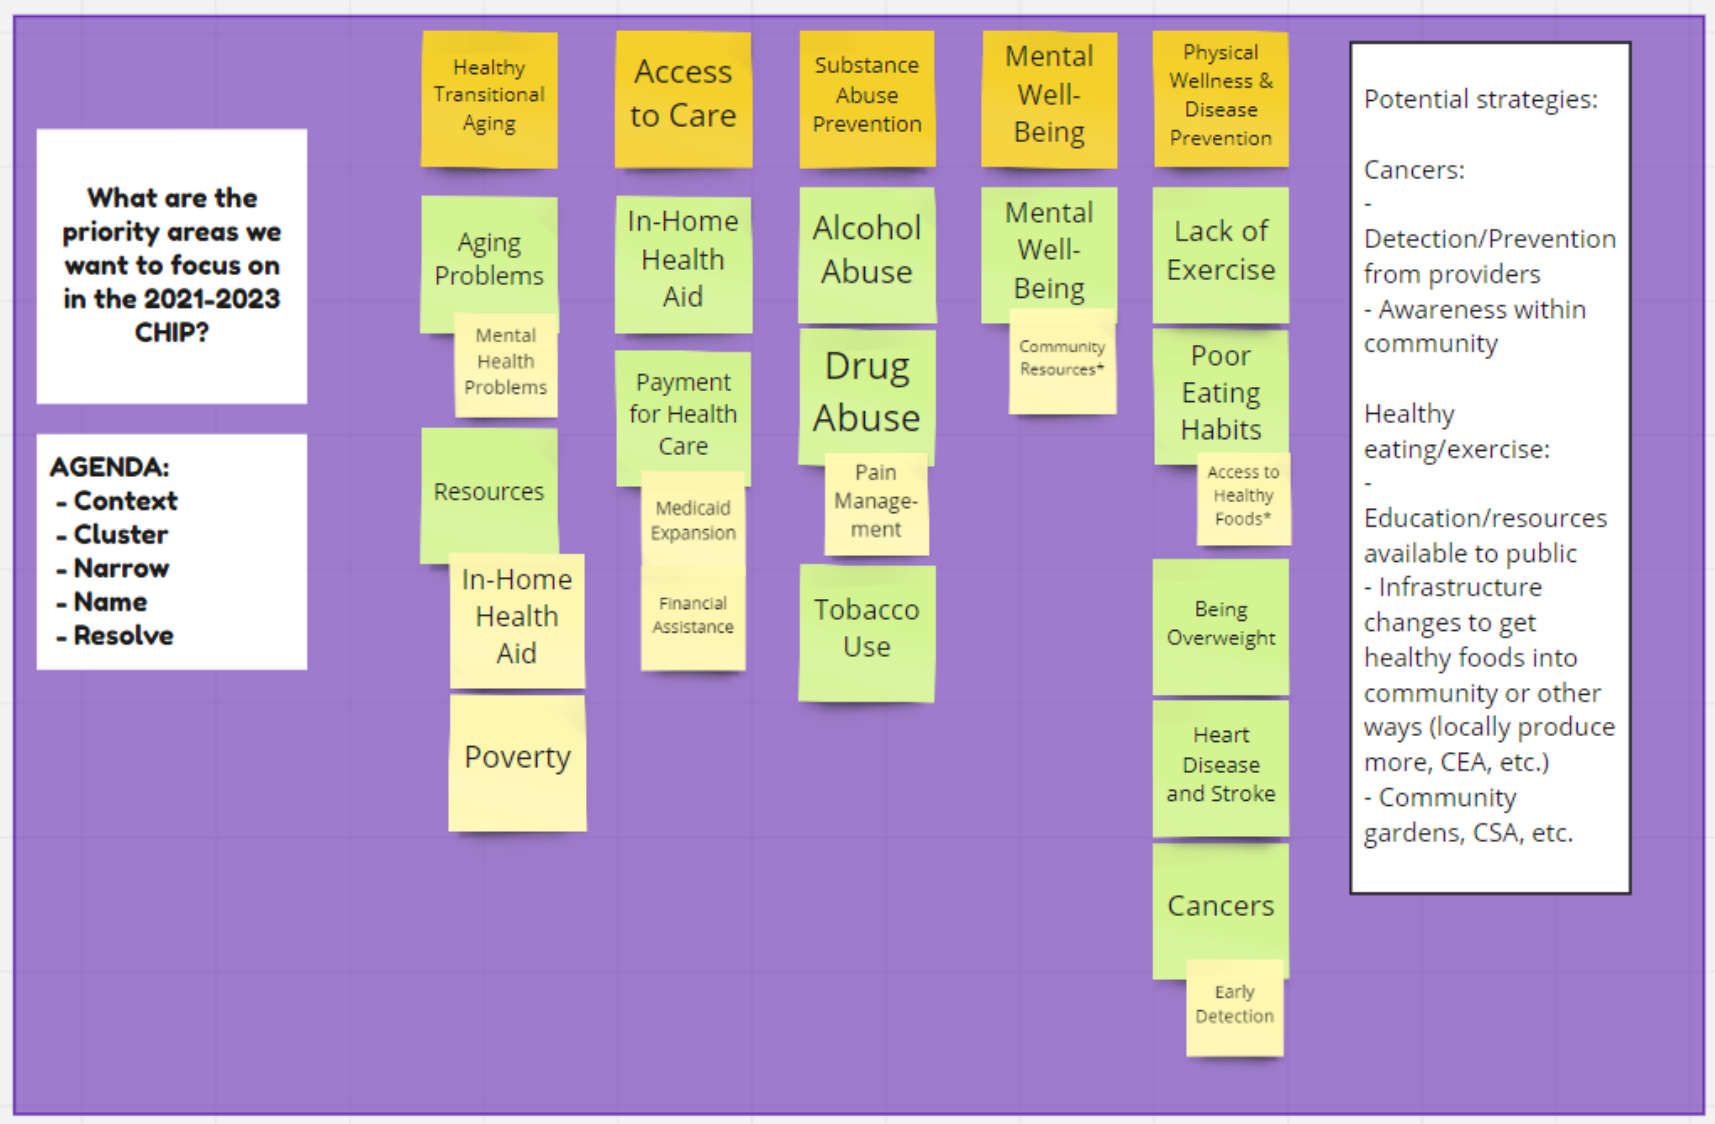 What are the
priority areas we
want to focus on
in the 2021-2023
CHIP?
AGENDA:
- Context
- Cluster
- Narrow
- Name
- Resolve
Healthy
Transitional
Aging
Aging
Problems
Mental
Health
Problems
Resources
In-Home
Health
Aid
Poverty
Access
to Care
In-Home
Health
Aid
Payment
for Health
Care
Medicaid
Expansion
Financial
Assistance
Substance
Abuse
Prevention
Alcohol
Abuse
Drug
Abuse
Pain
Manage-
ment
Tobacco
Use
Mental
Well-
Being
Mental
Well-
Being
Community
Resources*
Physical
Wellness &
Disease
Prevention
Lack of
Exercise
Poor
Eating
Habits
Access to
Healthy
Foods*
Being
Overweight
Heart
Disease
and Stroke
Cancers
Early
Detection
Potential strategies:
Cancers:
-
Detection/Prevention
from providers
- Awareness within
community
Healthy
eating/exercise:
-
Education/resources
available to public
- Infrastructure
changes to get
healthy foods into
community or other
ways (locally produce
more, CEA, etc.)
- Community
gardens, CSA, etc.